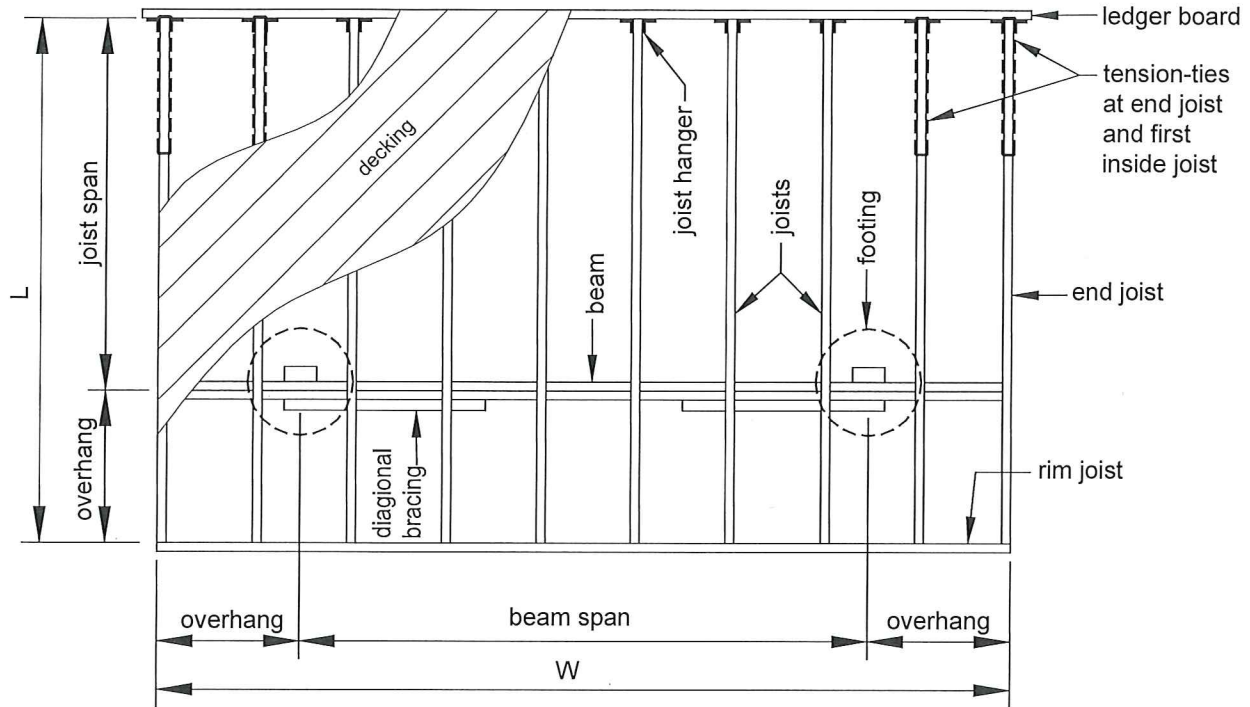 ledger board
tension-ties
at end joist
and first
inside joist
decking
joist hanger
joists
footing
joist span
L
beam
end joist
overhang
diagional
bracing
rim joist
overhang
beam span
overhang
W